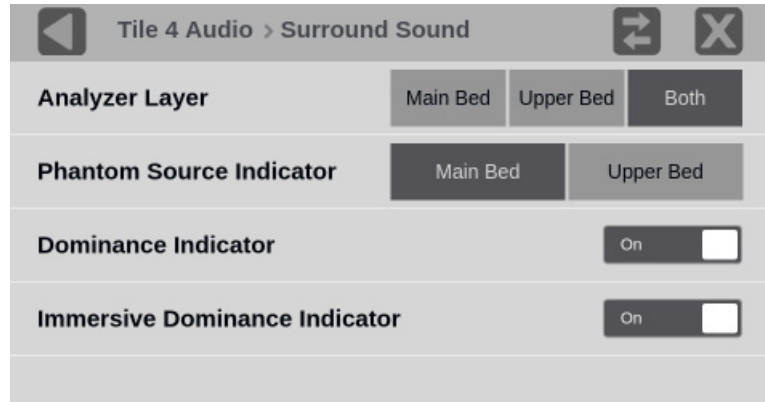 Tile 4 Audio > Surround Sound
Analyzer Layer Main Bed Upper Bed Both
Phantom Source Indicator Main Bed Upper Bed
Dominance Indicator On
Immersive Dominance Indicator On